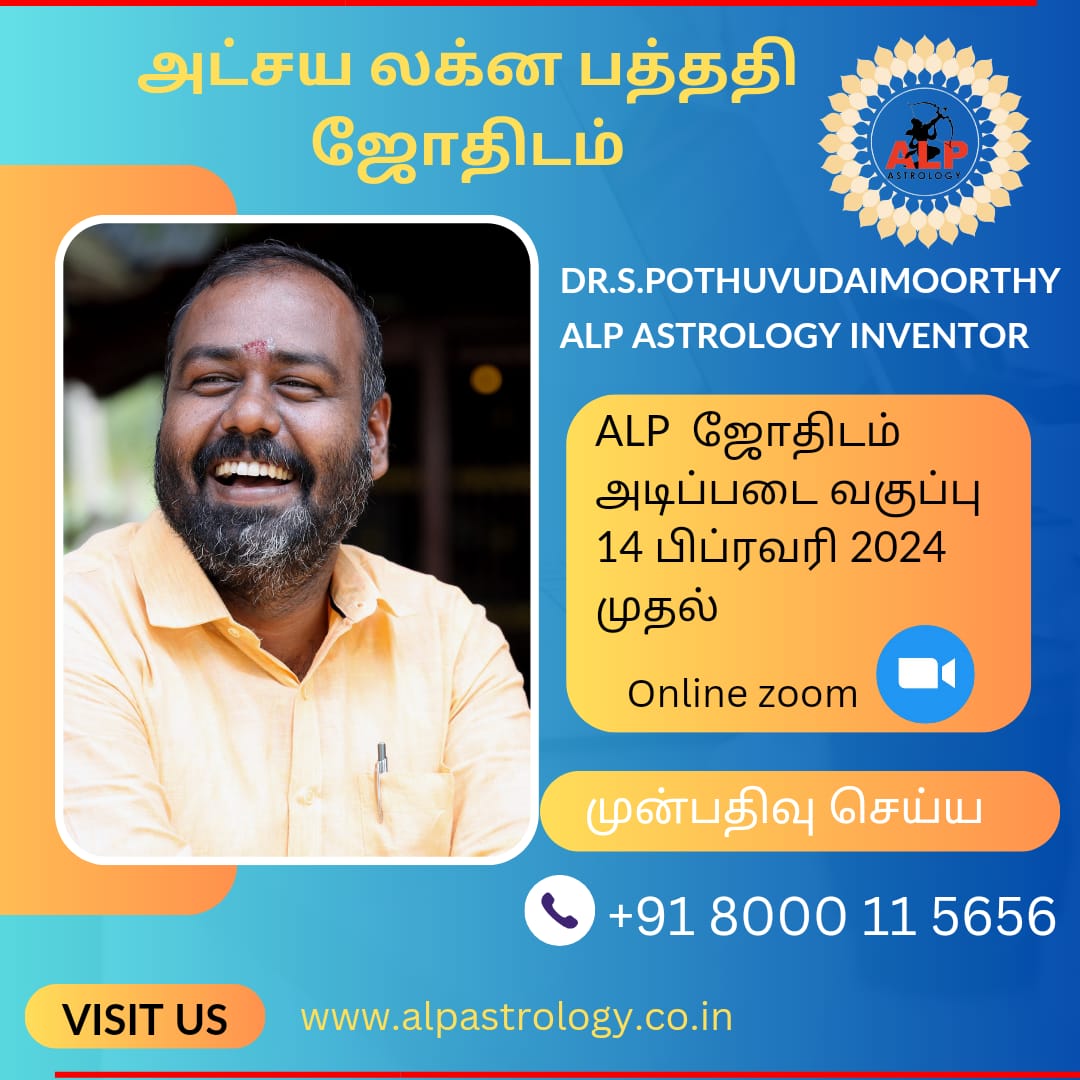 அட்சய லக்ன பத்ததி
ஜோதிடம்
ALP
ASTROLOGY
DR.S.POTHUVUDAIMOORTHY
ALP ASTROLOGY INVENTOR
ALP ஜோதிடம்
அடிப்படை வகுப்பு
14 பிப்ரவரி 2024
முதல்
Online zoom
முன்பதிவு செய்ய
+91 8000 11 5656
VISIT US www.alpastrology.co.in